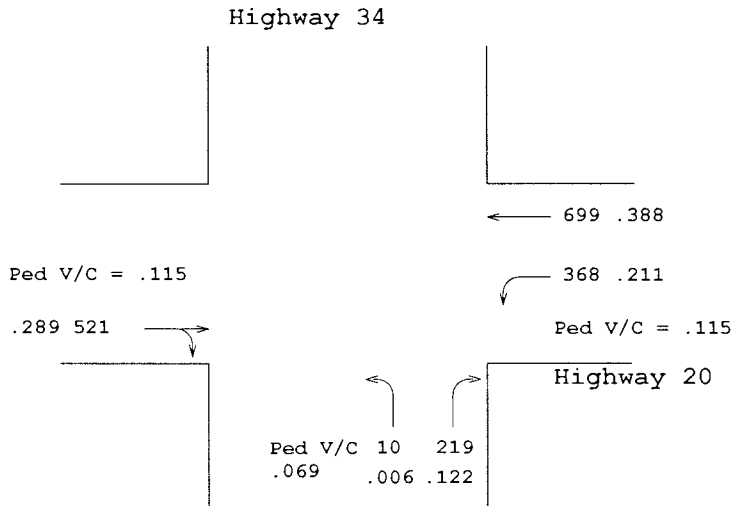 Highway 34
699 .388
Ped V/C = .115
368 .211
.289 521
Ped V/C = .115
Highway 20
Ped V/C 10 219
.069 .006 .122